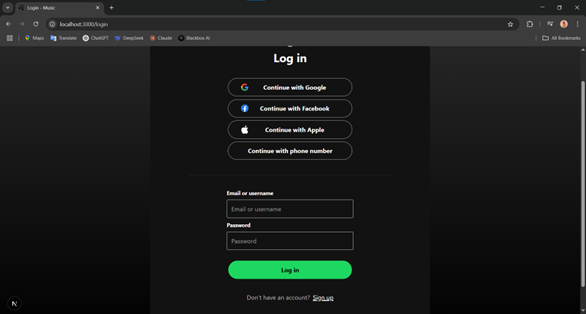 Login - Music
localhost:3000/login
Maps Translate ChatGPT DeepSeek Claude Blackbox AI All Bookmarks
Log in
Continue with Google
Continue with Facebook
Continue with Apple
Continue with phone number
Email or username
Email or username
Password
Password
Log in
Don't have an account? Sign up
N